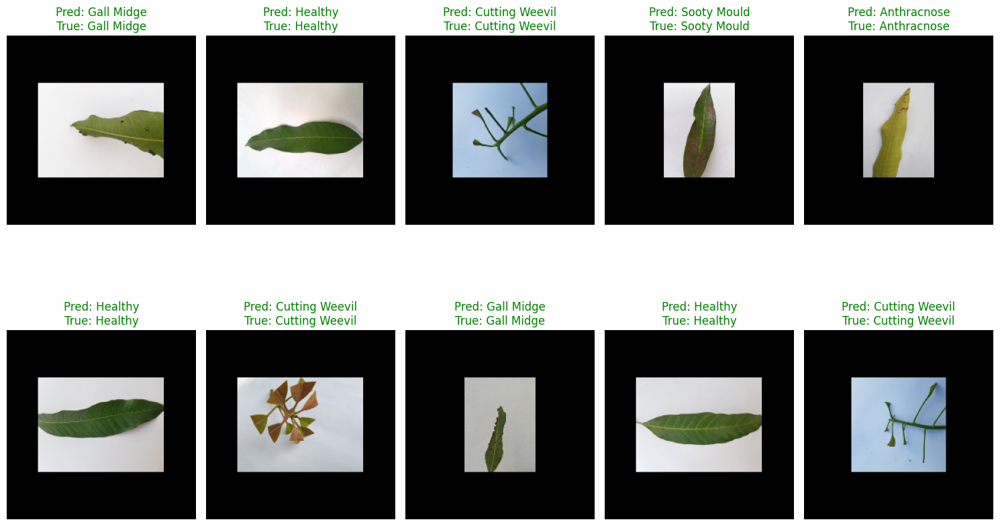 Pred: Gall Midge
True: Gall Midge
Pred: Healthy
True: Healthy
Pred: Cutting Weevil
True: Cutting Weevil
Pred: Sooty Mould
True: Sooty Mould
Pred: Anthracnose
True: Anthracnose
Pred: Healthy
True: Healthy
Pred: Cutting Weevil
True: Cutting Weevil
Pred: Gall Midge
True: Gall Midge
Pred: Healthy
True: Healthy
Pred: Cutting Weevil
True: Cutting Weevil